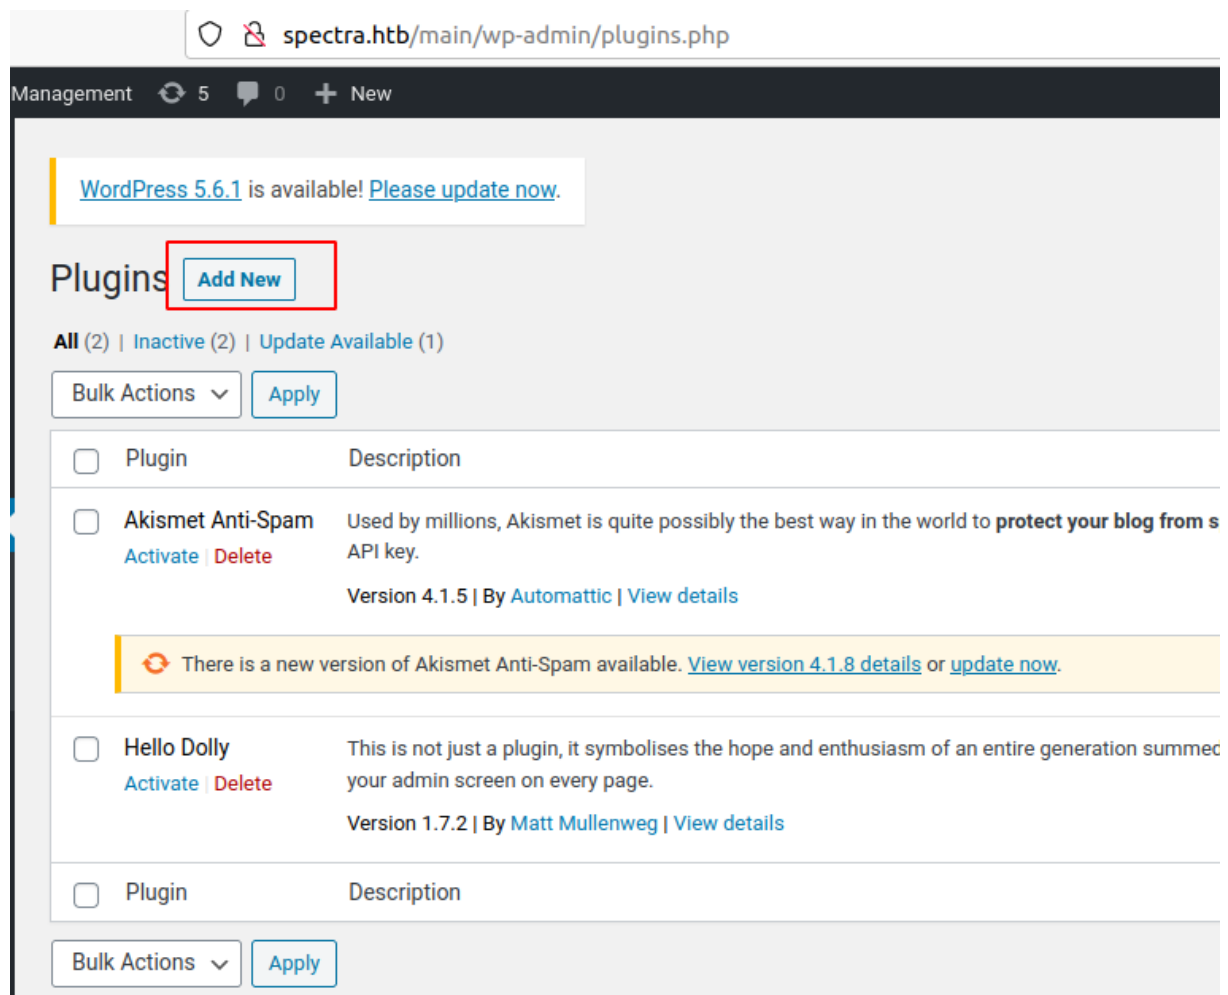 spectra.htb/main/wp-admin/plugins.php
Management 5 0 + New
WordPress 5.6.1 is available! Please update now.
Plugins Add New
All (2) | Inactive (2) | Update Available (1)
Bulk Actions Apply
Plugin Description
Akismet Anti-Spam Used by millions, Akismet is quite possibly the best way in the world to protect your blog from s
Activate | Delete API key.
Version 4.1.5 | By Automattic | View details
There is a new version of Akismet Anti-Spam available. View version 4.1.8 details or update now.
Hello Dolly This is not just a plugin, it symbolises the hope and enthusiasm of an entire generation summed
Activate | Delete your admin screen on every page.
Version 1.7.2 | By Matt Mullenweg | View details
Plugin Description
Bulk Actions Apply